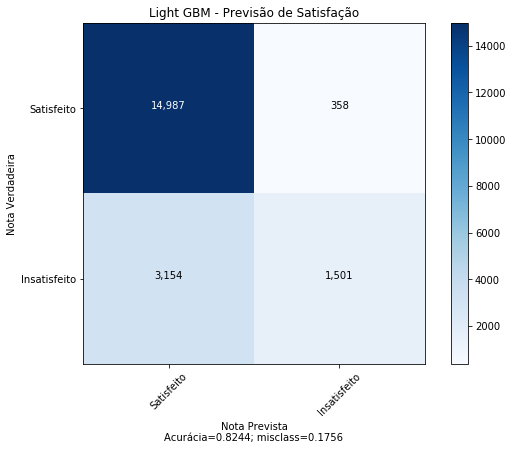 Light GBM - Previsão de Satisfação
Nota Verdadeira
Satisfeito
Insatisfeito
14,987
358
3,154
1,501
Satisfeito
Insatisfeito
Nota Prevista
Acurácia=0.8244; misclass=0.1756
14000
12000
10000
8000
6000
4000
2000